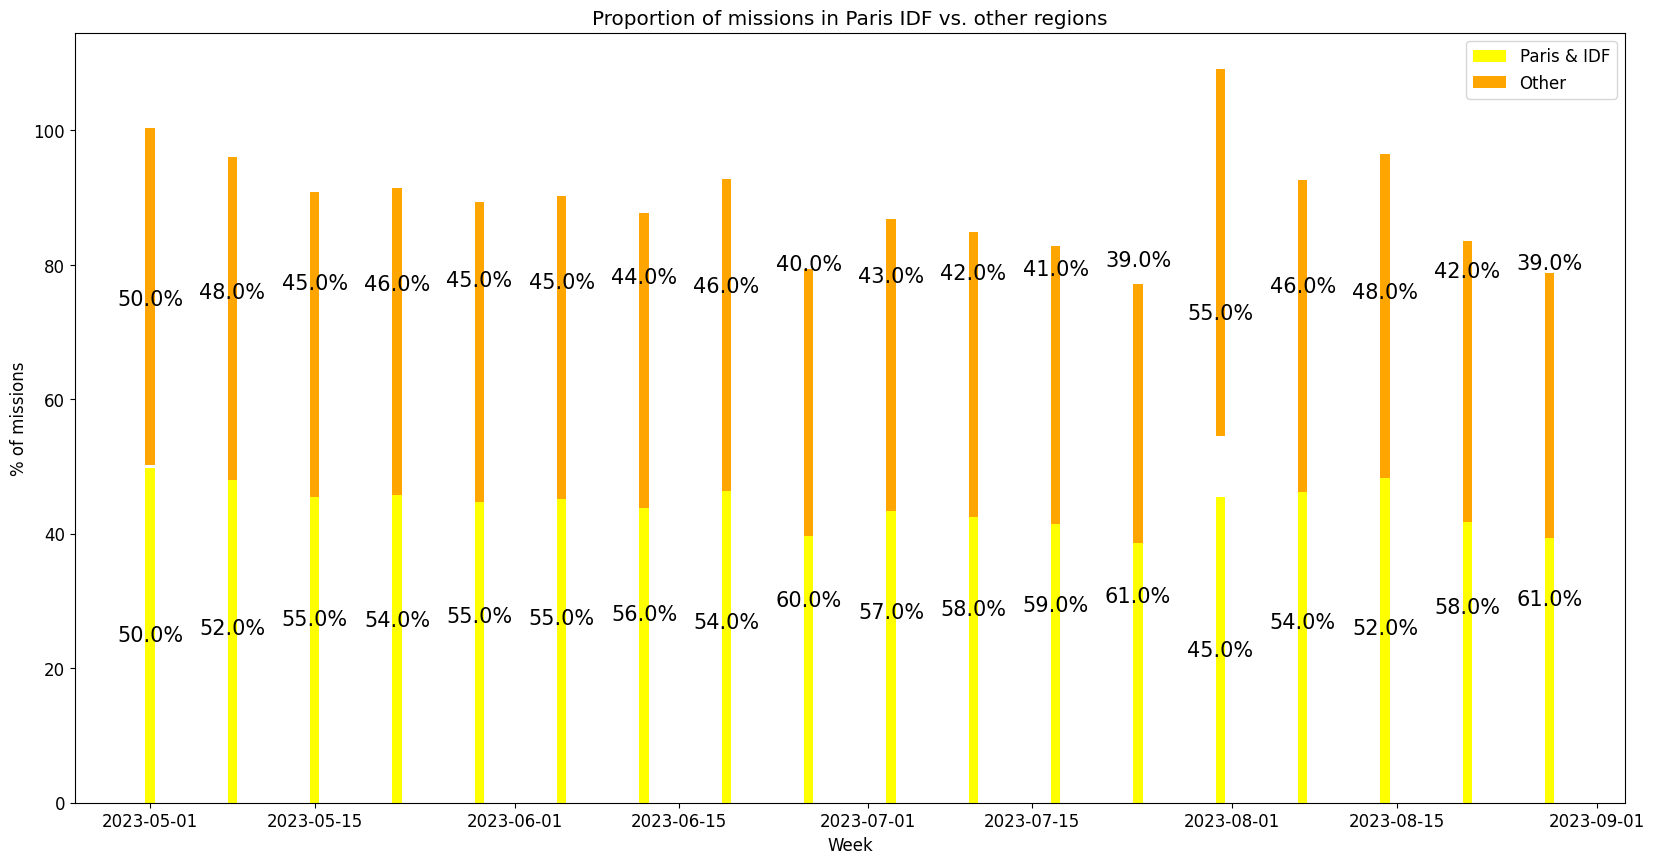 Proportion of missions in Paris IDF vs. other regions
Paris & IDF
Other
% of missions
100
80
60
40
20
0
50.0% 48.0% 45.0% 46.0% 45.0% 45.0% 44.0% 46.0% 40.0% 43.0% 42.0% 41.0% 39.0% 55.0% 46.0% 48.0% 42.0% 39.0%
50.0% 52.0% 55.0% 54.0% 55.0% 55.0% 56.0% 54.0% 60.0% 57.0% 58.0% 59.0% 61.0% 45.0% 54.0% 52.0% 58.0% 61.0%
2023-05-01 2023-05-15 2023-06-01 2023-06-15 2023-07-01 2023-07-15 2023-08-01 2023-08-15 2023-09-01
Week